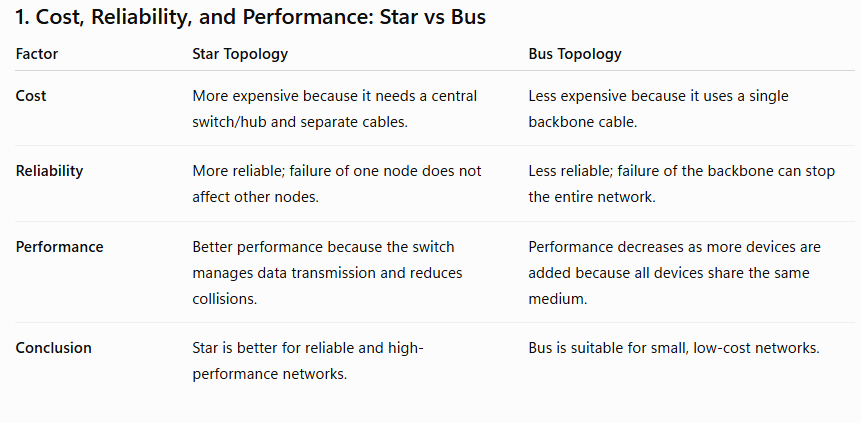 1. Cost, Reliability, and Performance: Star vs Bus
Factor Star Topology Bus Topology
Cost More expensive because it needs a central Less expensive because it uses a single
switch/hub and separate cables. backbone cable.
Reliability More reliable; failure of one node does not Less reliable; failure of the backbone can stop
affect other nodes. the entire network.
Performance Better performance because the switch Performance decreases as more devices are
manages data transmission and reduces added because all devices share the same
collisions. medium.
Conclusion Star is better for reliable and high- Bus is suitable for small, low-cost networks.
performance networks.